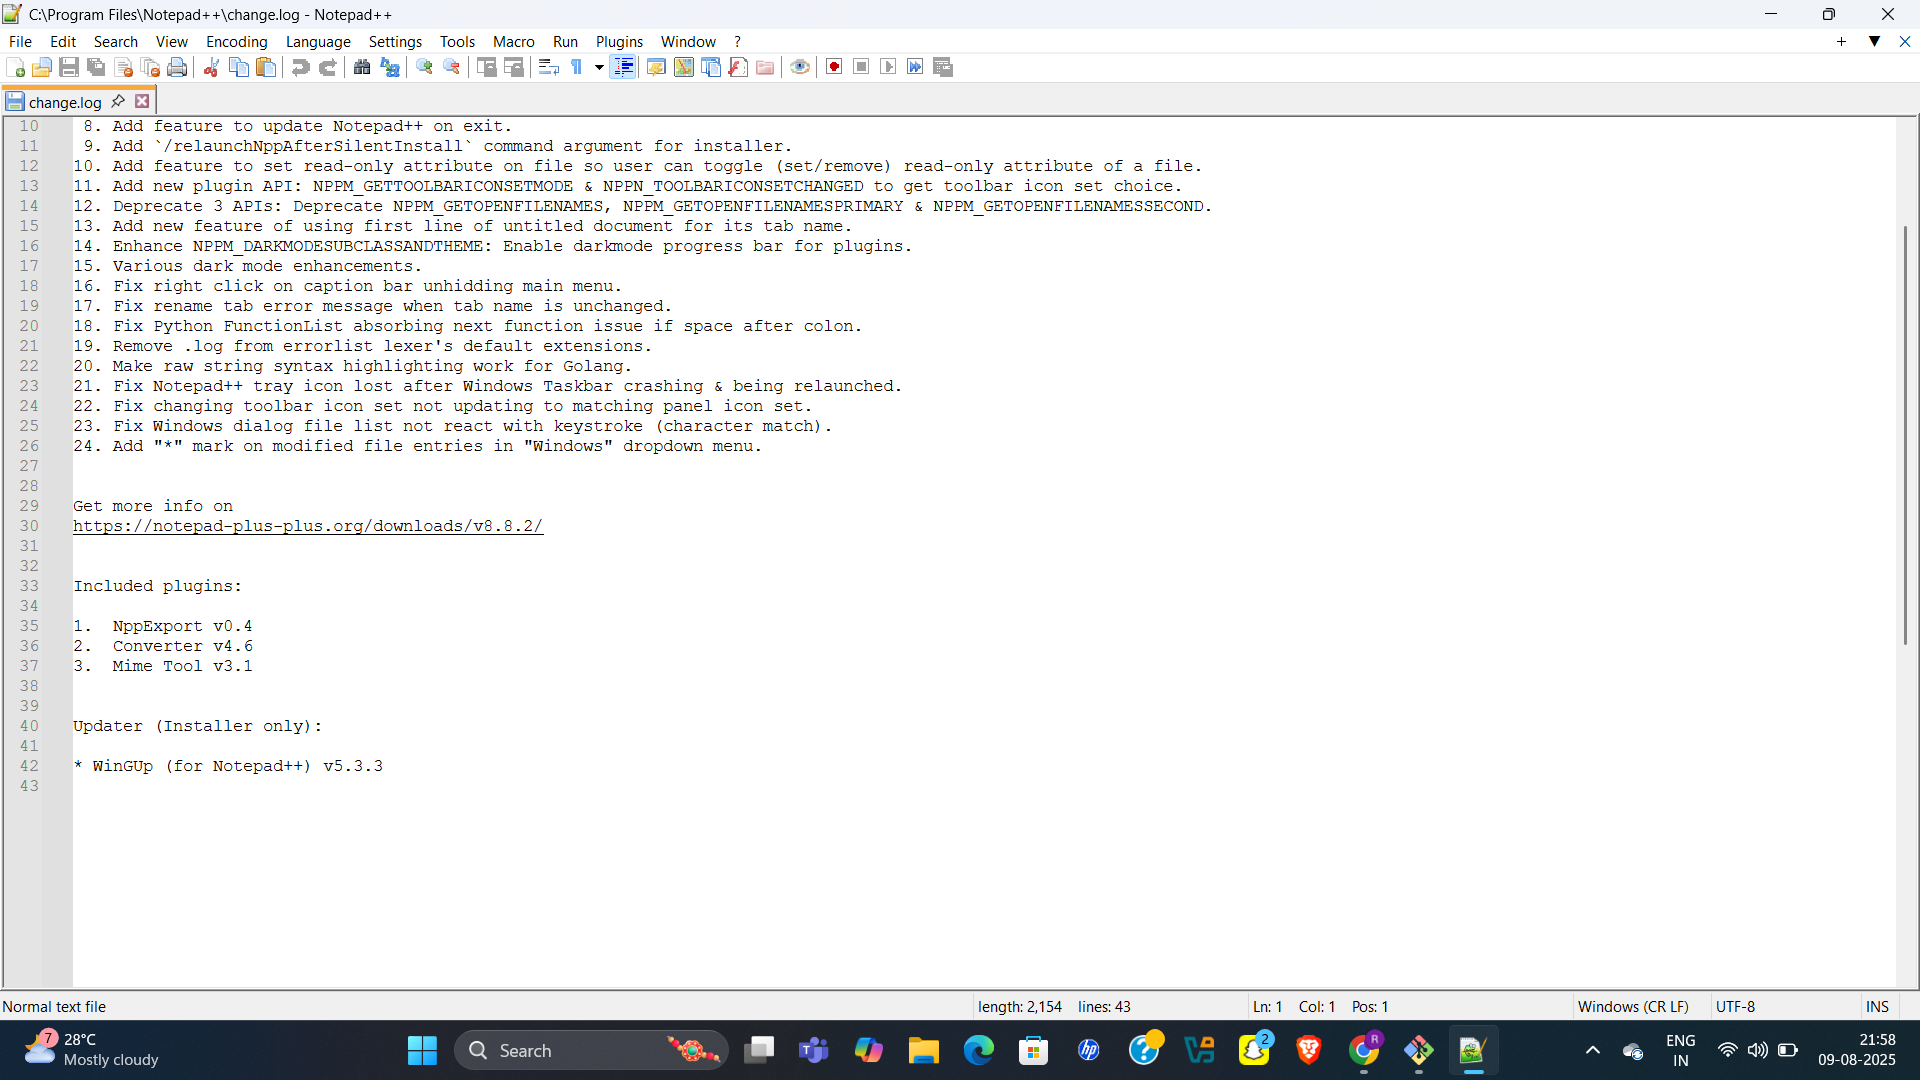 C:\Program Files\Notepad++\change.log - Notepad++
File Edit Search View Encoding Language Settings Tools Macro Run Plugins Window ?
change.log
10 8. Add feature to update Notepad++ on exit.
11 9. Add `/relaunchNppAfterSilentInstall` command argument for installer.
12 10. Add feature to set read-only attribute on file so user can toggle (set/remove) read-only attribute of a file.
13 11. Add new plugin API: NPPM_GETTOOLBARICONSETMODE & NPPN_TOOLBARICONSETCHANGED to get toolbar icon set choice.
14 12. Deprecate 3 APIs: Deprecate NPPM_GETOPENFILENAMES, NPPM_GETOPENFILENAMESPRIMARY & NPPM_GETOPENFILENAMESSECOND.
15 13. Add new feature of using first line of untitled document for its tab name.
16 14. Enhance NPPM_DARKMODESUBCLASSANDTHEME: Enable darkmode progress bar for plugins.
17 15. Various dark mode enhancements.
18 16. Fix right click on caption bar unhidding main menu.
19 17. Fix rename tab error message when tab name is unchanged.
20 18. Fix Python FunctionList absorbing next function issue if space after colon.
21 19. Remove .log from errorlist lexer's default extensions.
22 20. Make raw string syntax highlighting work for Golang.
23 21. Fix Notepad++ tray icon lost after Windows Taskbar crashing & being relaunched.
24 22. Fix changing toolbar icon set not updating to matching panel icon set.
25 23. Fix Windows dialog file list not react with keystroke (character match).
26 24. Add "*" mark on modified file entries in "Windows" dropdown menu.
27
28
29 Get more info on
30 https://notepad-plus-plus.org/downloads/v8.8.2/
31
32
33 Included plugins:
34
35 1. NppExport v0.4
36 2. Converter v4.6
37 3. Mime Tool v3.1
38
39
40 Updater (Installer only):
41
42 * WinGUp (for Notepad++) v5.3.3
43
Normal text file length: 2,154 lines: 43 Ln: 1 Col: 1 Pos: 1 Windows (CR LF) UTF-8 INS
7 28°C
Mostly cloudy
Search
hp
2
R
ENG
IN
21:58
09-08-2025